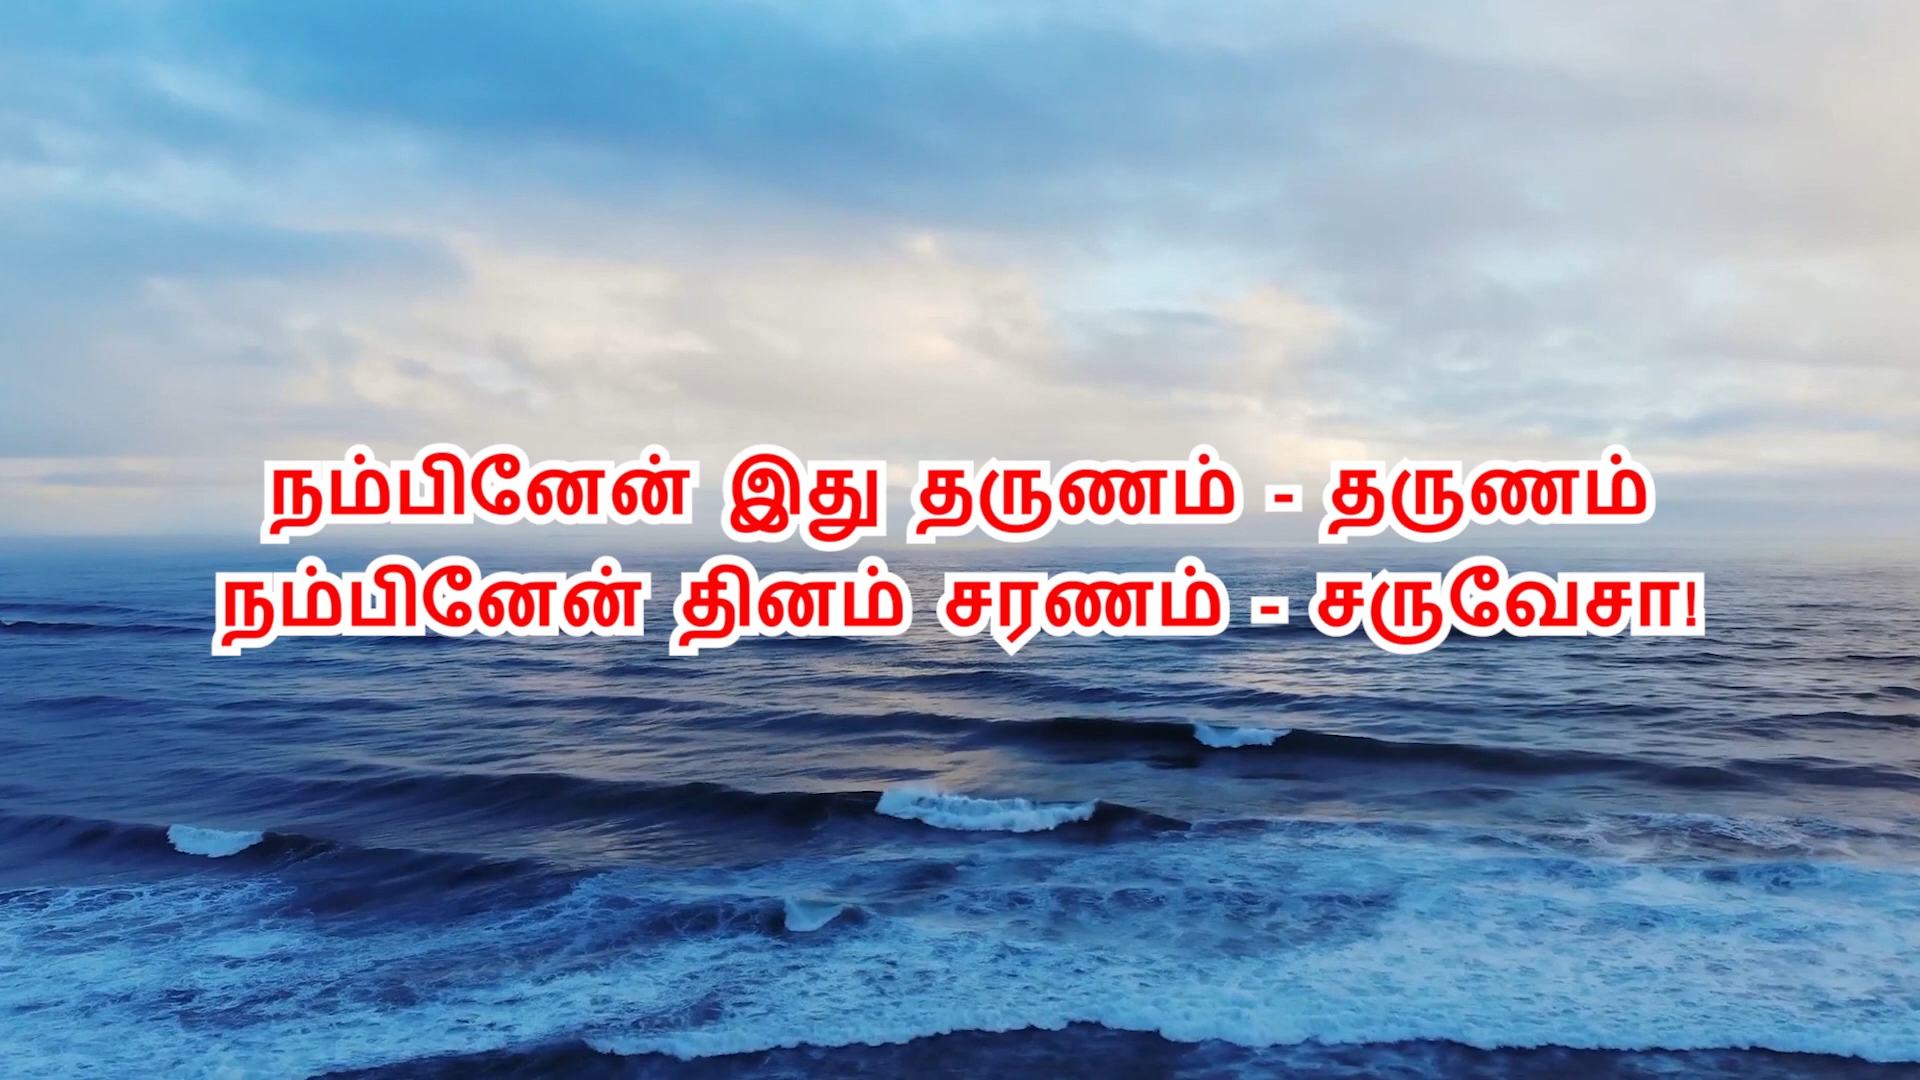 நம்பினேன் இது தருணம் - தருணம்
நம்பினேன் தினம் சரணம் - சருவேசா!